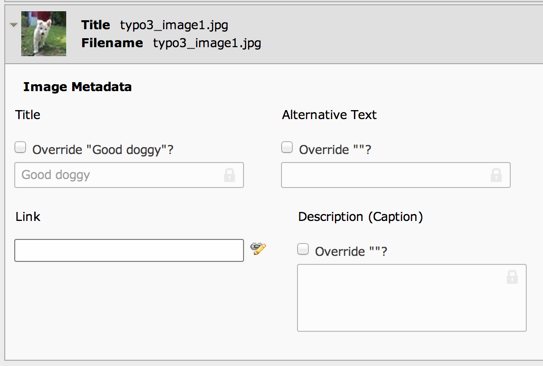 Title typo3_image1.jpg
Filename typo3_image1.jpg
Image Metadata
Title
Alternative Text
Override "Good doggy"?
Override ""?
Good doggy
Link
Description (Caption)
Override ""?